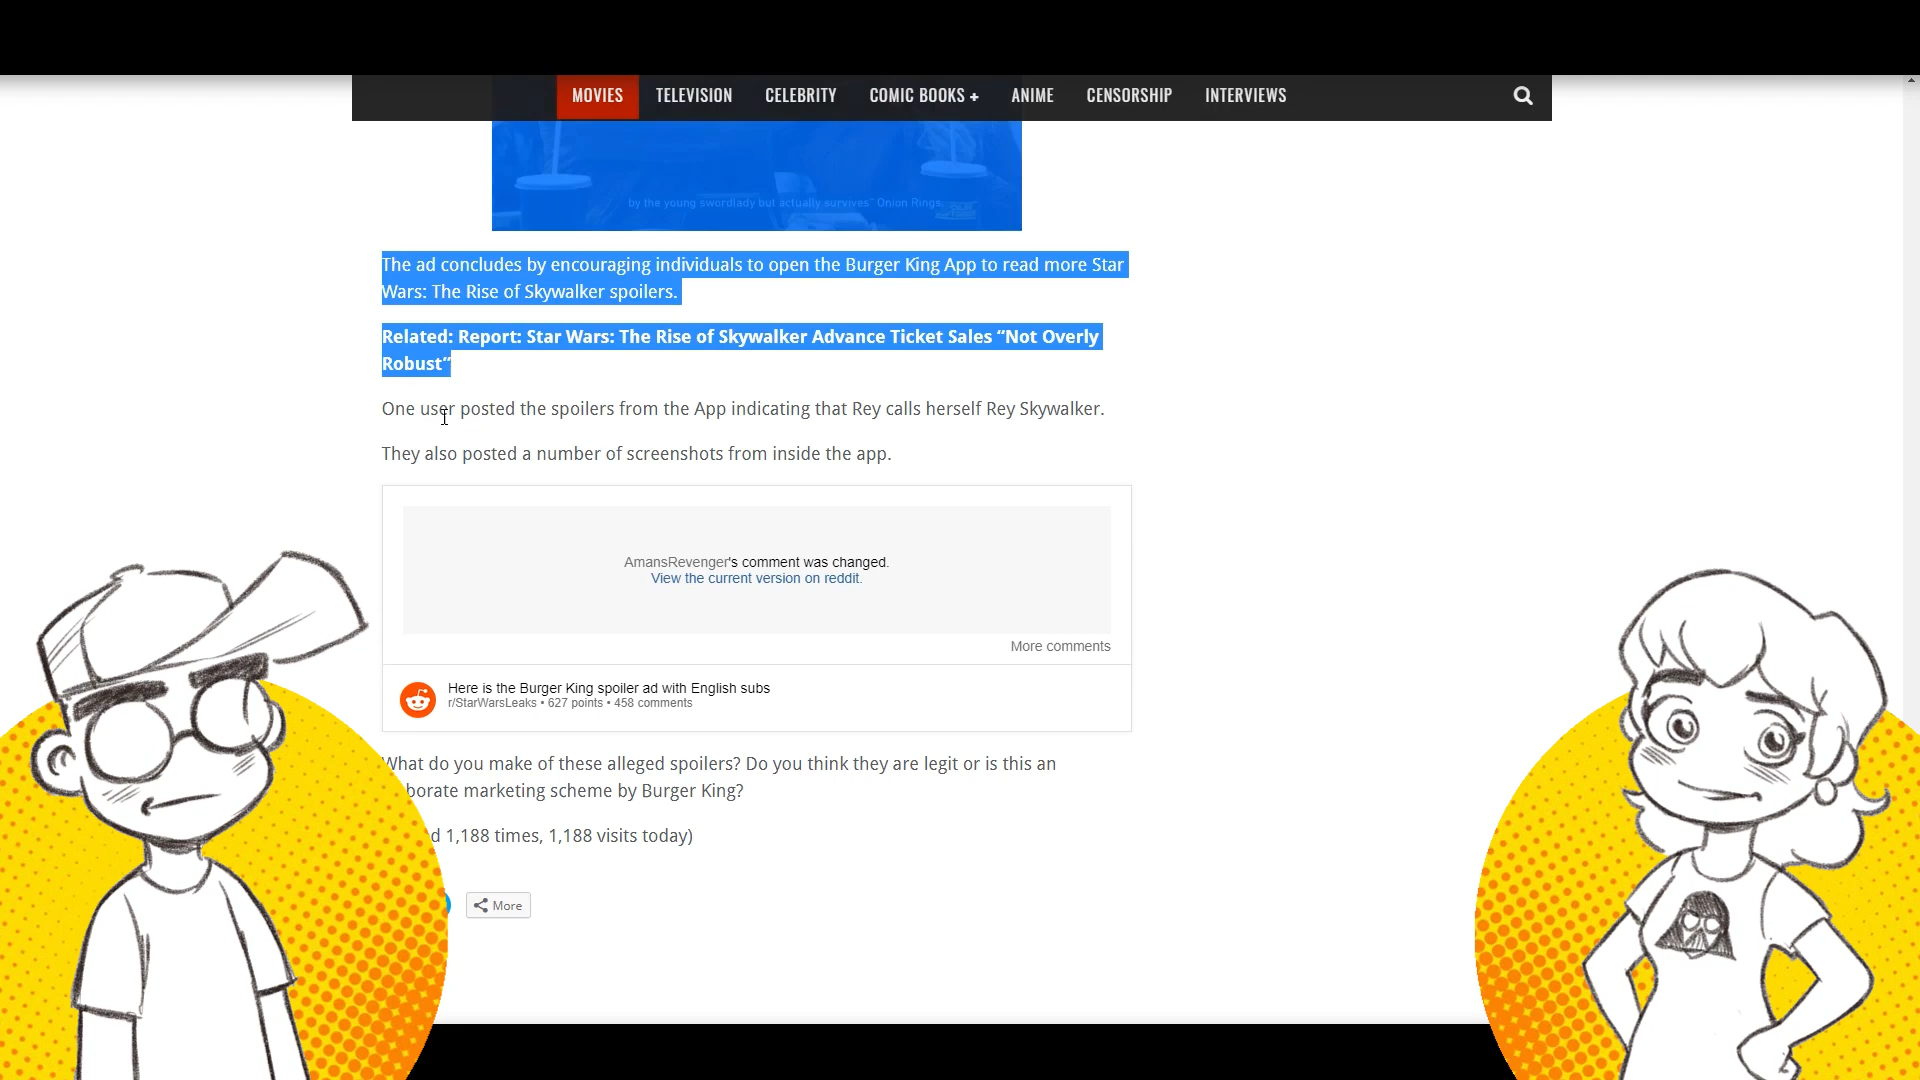 MOVIES TELEVISION CELEBRITY COMIC BOOKS + ANIME CENSORSHIP INTERVIEWS
by the young swordlady but actually survives" Onion Rings.
The ad concludes by encouraging individuals to open the Burger King App to read more Star
Wars: The Rise of Skywalker spoilers.
Related: Report: Star Wars: The Rise of Skywalker Advance Ticket Sales “Not Overly
Robust”
One user posted the spoilers from the App indicating that Rey calls herself Rey Skywalker.
They also posted a number of screenshots from inside the app.
AmansRevenger's comment was changed.
View the current version on reddit.
More comments
Here is the Burger King spoiler ad with English subs
r/StarWarsLeaks • 627 points • 458 comments
What do you make of these alleged spoilers? Do you think they are legit or is this an
borate marketing scheme by Burger King?
d 1,188 times, 1,188 visits today)
More